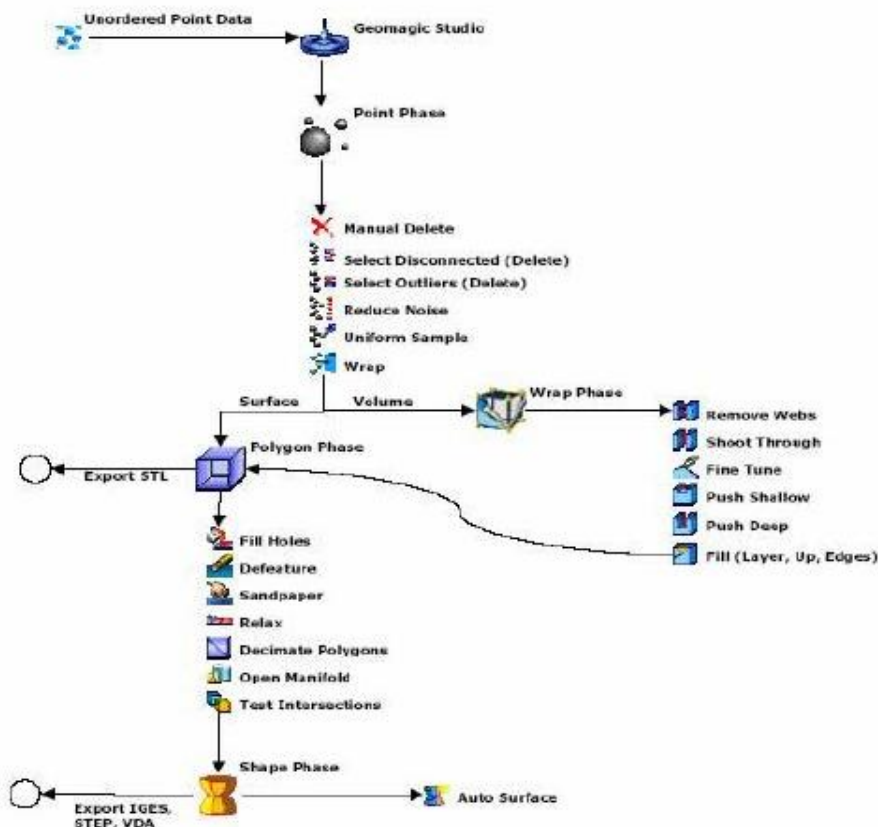 Unordered Point Data
Geomagic Studio
Point Phase
Manual Delete
Select Disconnected (Delete)
Select Outliers (Delete)
Reduce Noise
Uniform Sample
Wrap
Surface
Volume
Wrap Phase
Remove Webs
Shoot Through
Fine Tune
Push Shallow
Push Deep
Fill (Layer, Up, Edges)
Polygon Phase
Export STL
Fill Holes
Defeature
Sandpaper
Relax
Decimate Polygons
Open Manifold
Test Intersections
Shape Phase
Export IGES,
STEP, VDA
Auto Surface